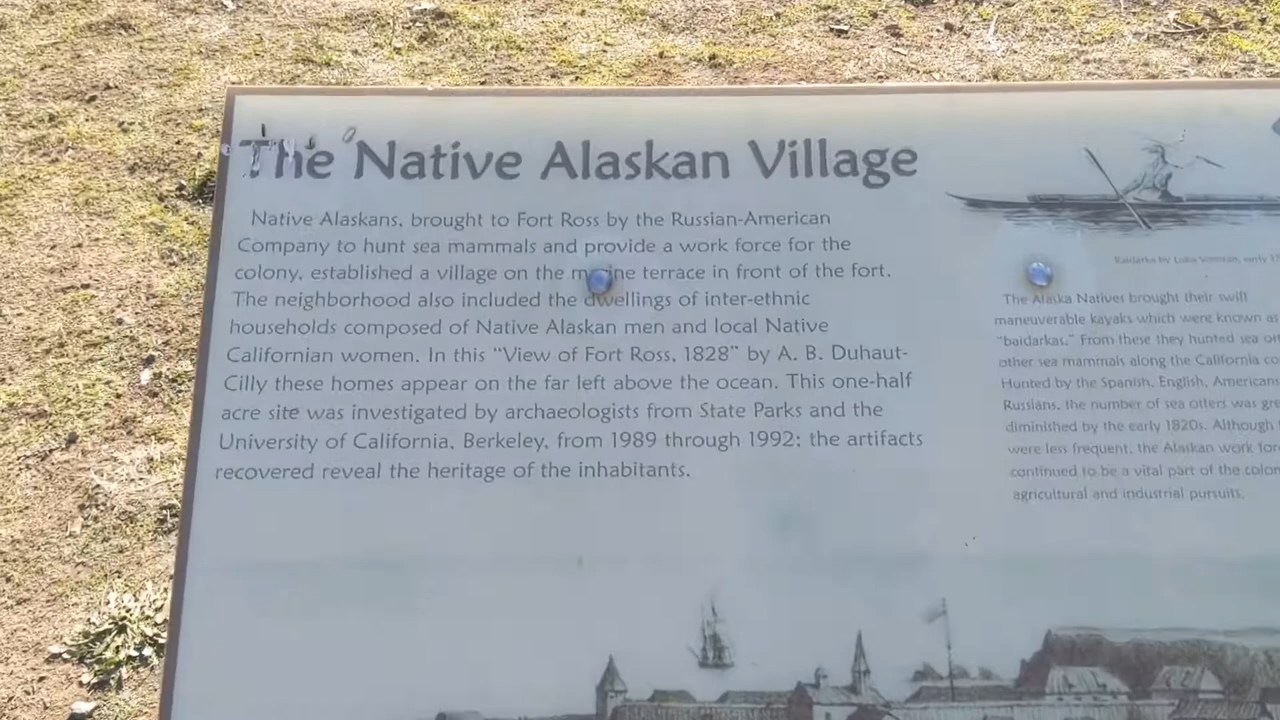 The Native Alaskan Village
Native Alaskans, brought to Fort Ross by the Russian-American
Company to hunt sea mammals and provide a work force for the
colony, established a village on the marine terrace in front of the fort.
The neighborhood also included the dwellings of inter-ethnic
households composed of Native Alaskan men and local Native
Californian women. In this "View of Fort Ross, 1828" by A. B. Duhaut-
Cilly these homes appear on the far left above the ocean. This one-half
acre site was investigated by archaeologists from State Parks and the
University of California, Berkeley, from 1989 through 1992; the artifacts
recovered reveal the heritage of the inhabitants.
Baidarka by early
The Alaska Natives brought their swift
maneuverable kayaks which were known as
"baidarkas." From these they hunted sea
other sea mammals along the California
Hunted by the Spanish, English, Americans
Russians, the number of sea otters was
diminished by the early 1820s. Although
were less frequent, the Alaskan work
continued to be a vital part of the
agricultural and industrial pursuits.